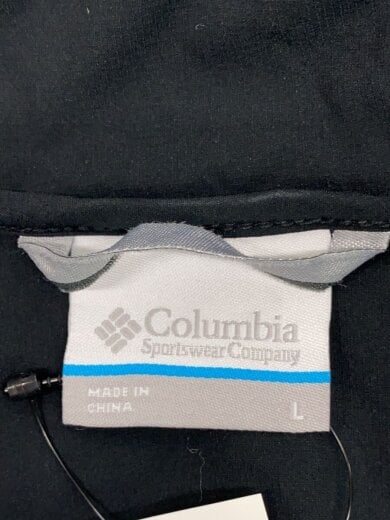 Columbia
Sportswear Company
MADE IN
CHINA
L